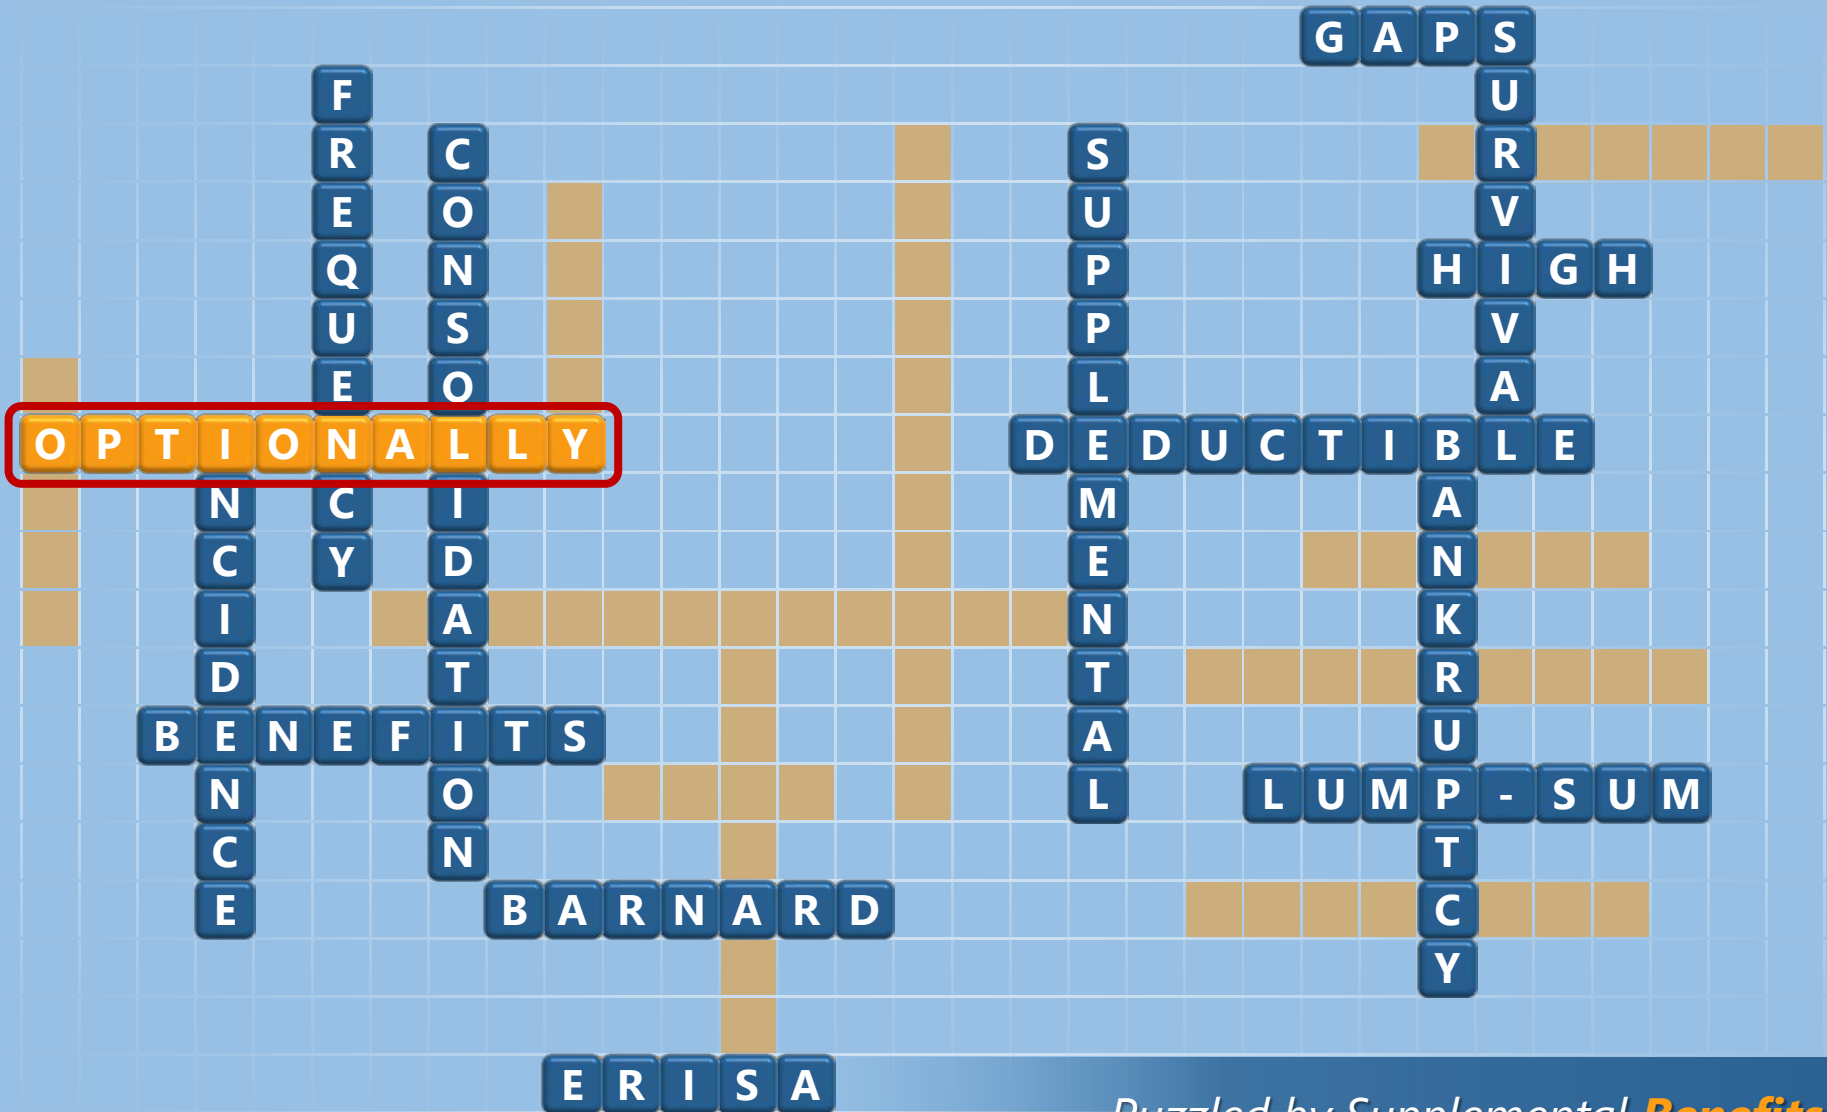 GAPS
SURVIVAL
FREQUENCY
CONSOLIDATION
SUPPLEMENTAL
HIGH
OPTIONALLY
DEDUCTIBLE
INCIDENCE
BANKRUPTCY
BENEFITS
LUMP-SUM
BARNARD
ERISA
Puzzled by Supplemental Benefits